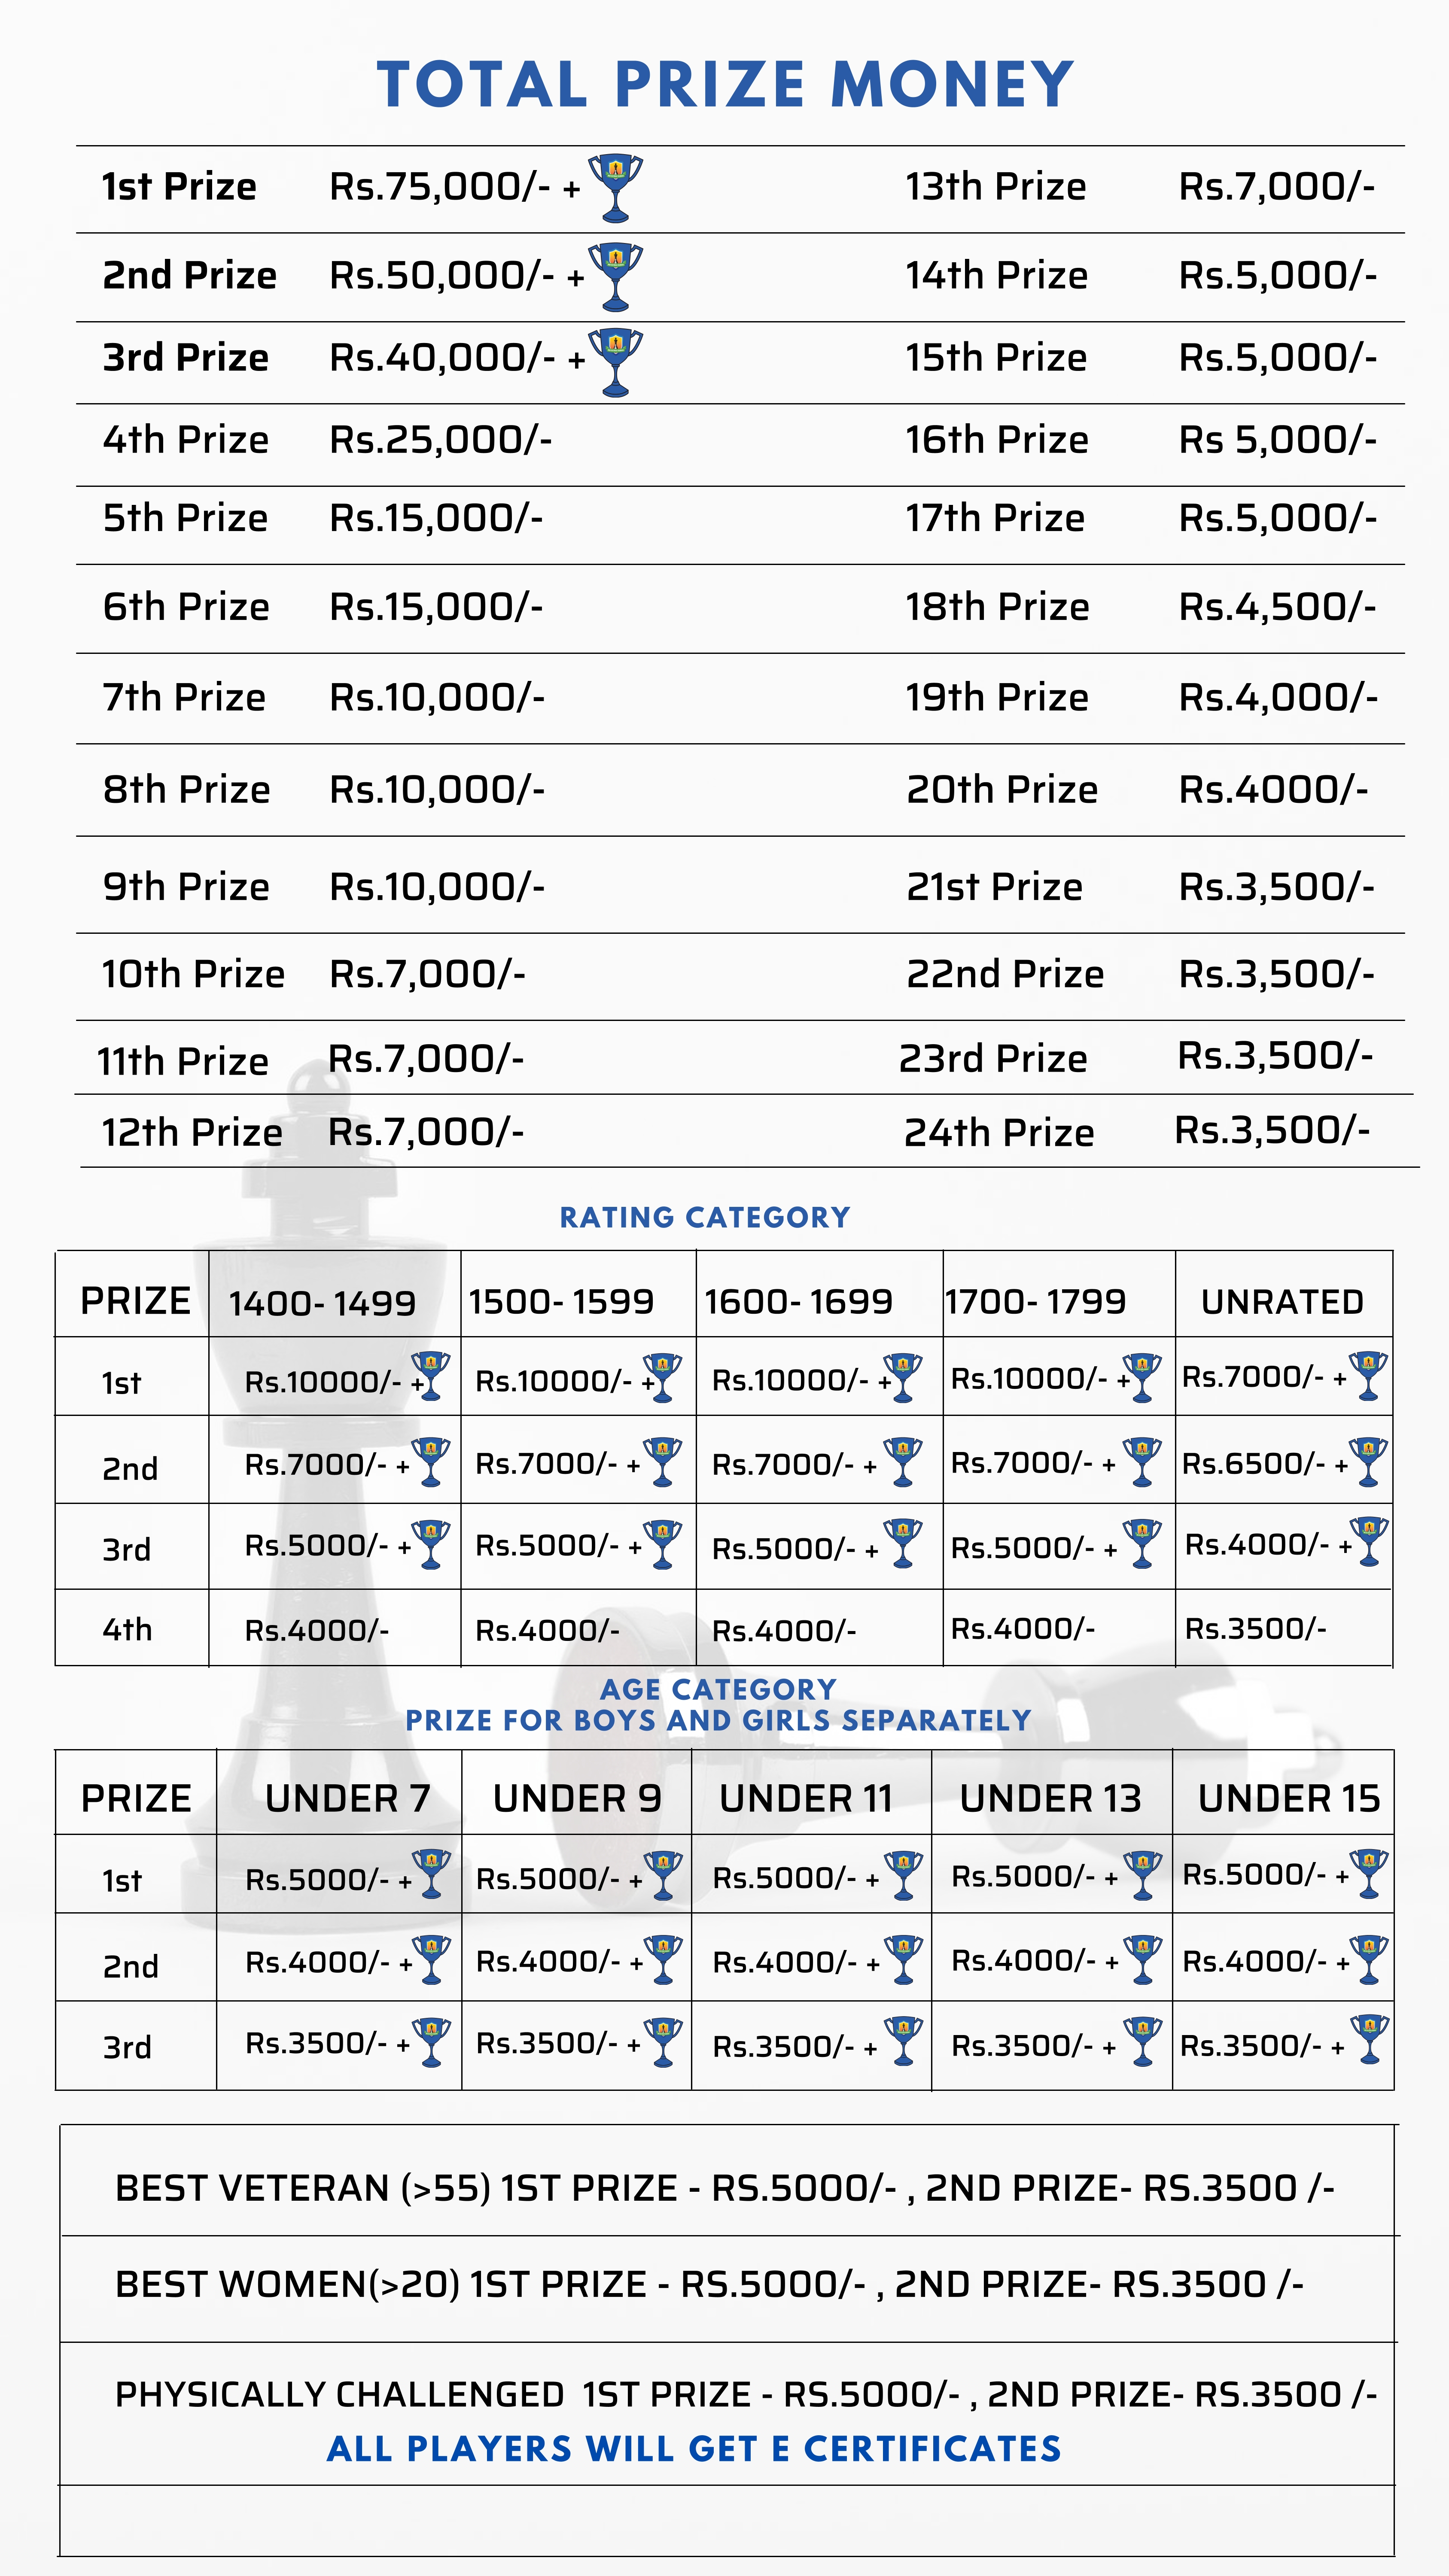 TOTAL PRIZE MONEY
1st Prize Rs.75,000/- + 13th Prize Rs.7,000/-
2nd Prize Rs.50,000/- + 14th Prize Rs.5,000/-
3rd Prize Rs.40,000/- + 15th Prize Rs.5,000/-
4th Prize Rs.25,000/- 16th Prize Rs 5,000/-
5th Prize Rs.15,000/- 17th Prize Rs.5,000/-
6th Prize Rs.15,000/- 18th Prize Rs.4,500/-
7th Prize Rs.10,000/- 19th Prize Rs.4,000/-
8th Prize Rs.10,000/- 20th Prize Rs.4000/-
9th Prize Rs.10,000/- 21st Prize Rs.3,500/-
10th Prize Rs.7,000/- 22nd Prize Rs.3,500/-
11th Prize Rs.7,000/- 23rd Prize Rs.3,500/-
12th Prize Rs.7,000/- 24th Prize Rs.3,500/-
RATING CATEGORY
PRIZE 1400- 1499 1500- 1599 1600- 1699 1700- 1799 UNRATED
1st Rs.10000/- + Rs.10000/- + Rs.10000/- + Rs.10000/- + Rs.7000/- +
2nd Rs.7000/- + Rs.7000/- + Rs.7000/- + Rs.7000/- + Rs.6500/- +
3rd Rs.5000/- + Rs.5000/- + Rs.5000/- + Rs.5000/- + Rs.4000/- +
4th Rs.4000/- Rs.4000/- Rs.4000/- Rs.4000/- Rs.3500/-
AGE CATEGORY
PRIZE FOR BOYS AND GIRLS SEPARATELY
PRIZE UNDER 7 UNDER 9 UNDER 11 UNDER 13 UNDER 15
1st Rs.5000/- + Rs.5000/- + Rs.5000/- + Rs.5000/- + Rs.5000/- +
2nd Rs.4000/- + Rs.4000/- + Rs.4000/- + Rs.4000/- + Rs.4000/- +
3rd Rs.3500/- + Rs.3500/- + Rs.3500/- + Rs.3500/- + Rs.3500/- +
BEST VETERAN (>55) 1ST PRIZE - RS.5000/- , 2ND PRIZE- RS.3500 /-
BEST WOMEN(>20) 1ST PRIZE - RS.5000/- , 2ND PRIZE- RS.3500 /-
PHYSICALLY CHALLENGED 1ST PRIZE - RS.5000/- , 2ND PRIZE- RS.3500 /-
ALL PLAYERS WILL GET E CERTIFICATES